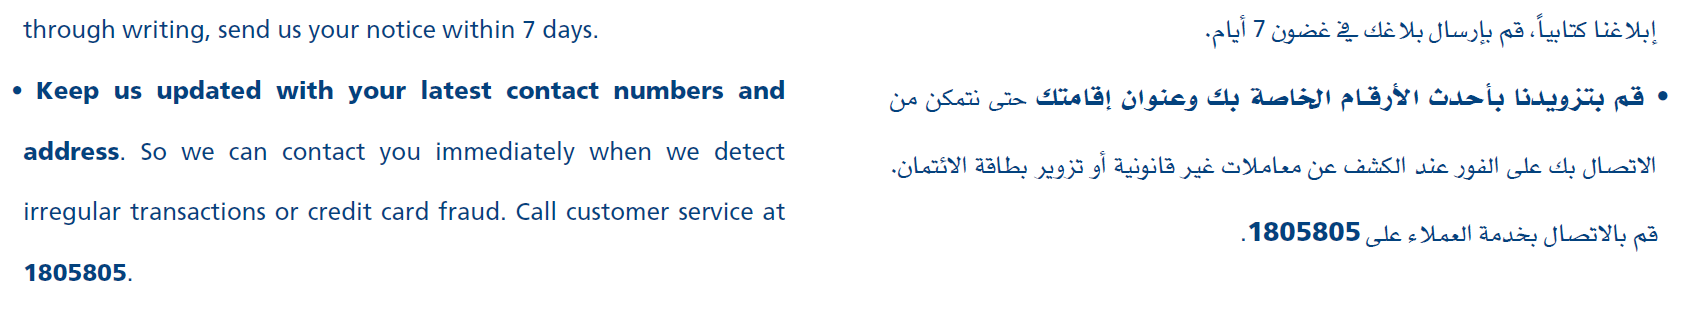 through writing, send us your notice within 7 days.
• Keep us updated with your latest contact numbers and
address. So we can contact you immediately when we detect
irregular transactions or credit card fraud. Call customer service at
1805805.
إبلاغنا كتابياً، قم بإرسال بلاغك في غضون 7 أيام.
• قم بتزويدنا بأحدث الأرقام الخاصة بك وعنوان إقامتك حتى نتمكن من
الاتصال بك على الفور عند الكشف عن معاملات غير قانونية أو تزوير بطاقة الائتمان.
قم بالاتصال بخدمة العملاء على 1805805.